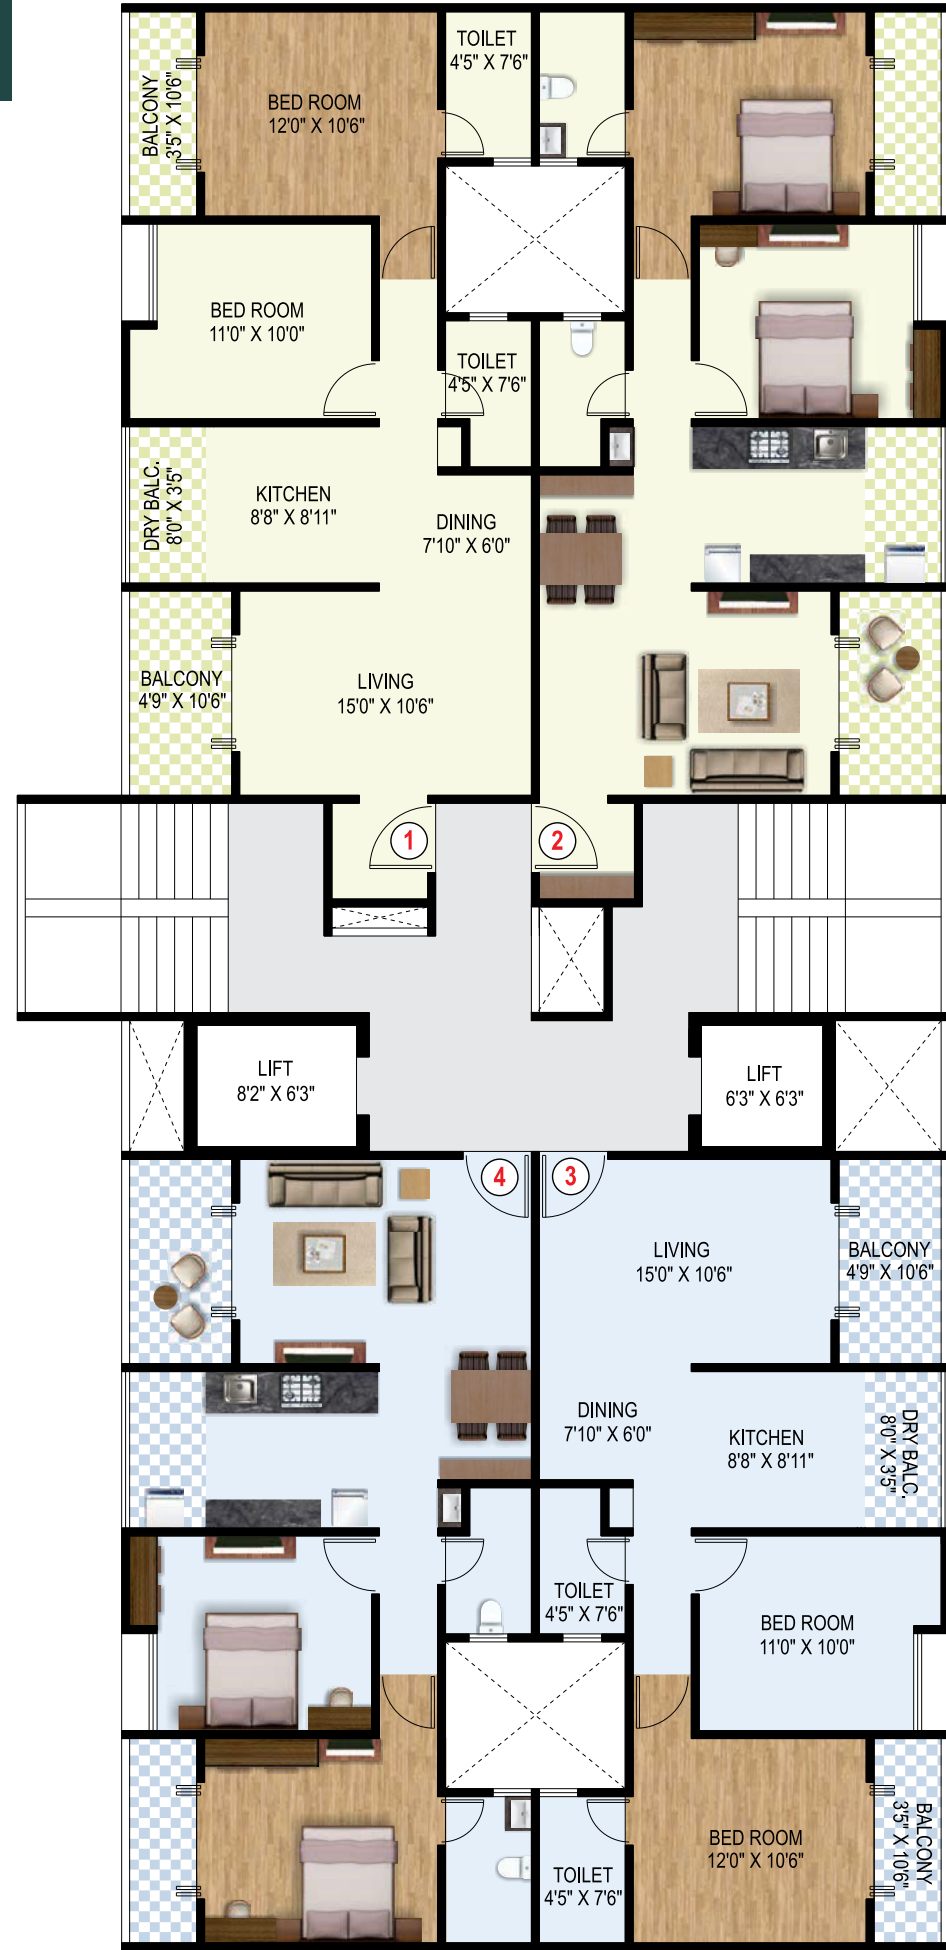 TOILET
4'5" X 7'6"
BALCONY
3'5" X 10'6"
BED ROOM
12'0" X 10'6"
BED ROOM
11'0" X 10'0"
TOILET
4'5" X 7'6"
DRY BALC.
8'0" X 3'5"
KITCHEN
8'8" X 8'11"
DINING
7'10" X 6'0"
BALCONY
4'9" X 10'6"
LIVING
15'0" X 10'6"
1
2
LIFT
8'2" X 6'3"
LIFT
6'3" X 6'3"
4
3
LIVING
15'0" X 10'6"
BALCONY
4'9" X 10'6"
DINING
7'10" X 6'0"
KITCHEN
8'8" X 8'11"
DRY BALC.
8'0" X 3'5"
TOILET
4'5" X 7'6"
BED ROOM
11'0" X 10'0"
BED ROOM
12'0" X 10'6"
BALCONY
3'5" X 10'6"
TOILET
4'5" X 7'6"